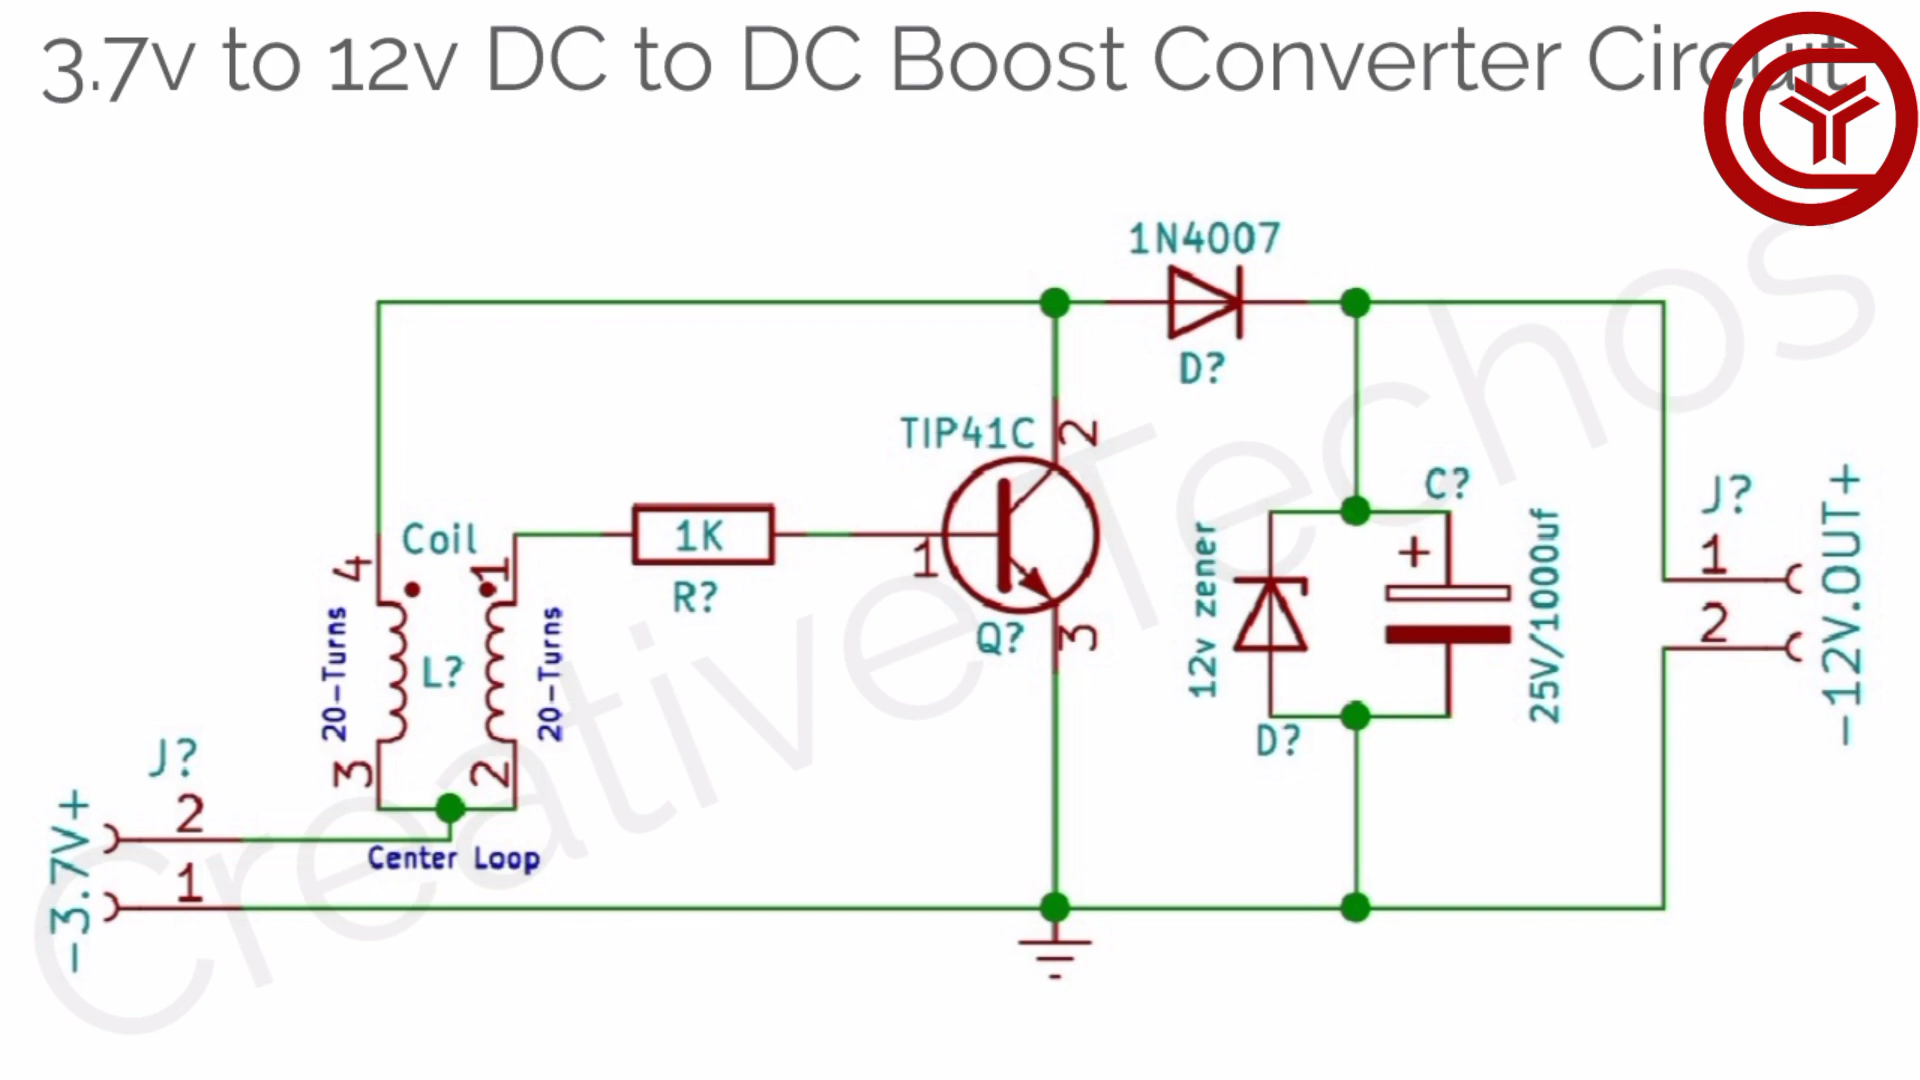 3.7v to 12v DC to DC Boost Converter Circuit
1N4007
D?
TIP41C
2
1
3
Q?
1K
R?
Coil
4
1
20-Turns
L?
20-Turns
3
2
Center Loop
J?
2
1
-3.7V+
12v zener
D?
C?
+
25V/1000uf
J?
1
2
-12V.OUT+
Creative Techos